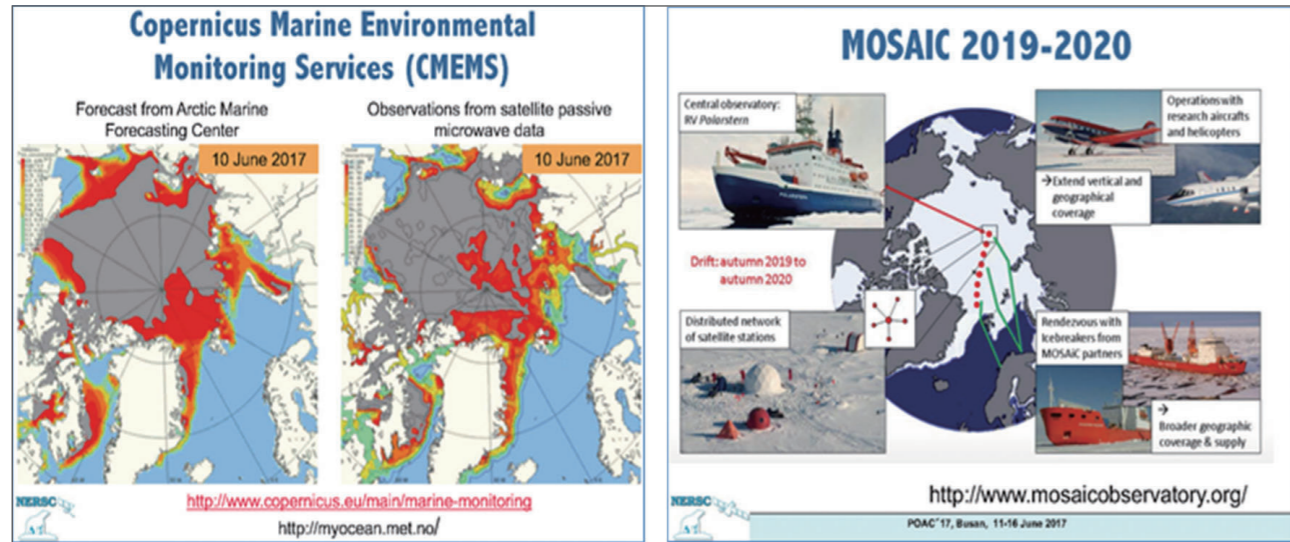 Copernicus Marine Environmental
Monitoring Services (CMEMS)
Forecast from Arctic Marine
Forecasting Center
Observations from satellite passive
microwave data
10 June 2017
10 June 2017
http://www.copernicus.eu/main/marine-monitoring
http://myocean.met.no/
NERSC
MOSAIC 2019-2020
Central observatory:
RV Polarstern
Operations with
research aircrafts
and helicopters
→Extend vertical and
geographical
coverage
Drift: autumn 2019 to
autumn 2020
Distributed network
of satellite stations
Rendezvous with
Icebreakers from
MOSAiC partners
→
Broader geographic
coverage & supply
http://www.mosaicobservatory.org/
NERSC
POAC´17, Busan, 11-16 June 2017